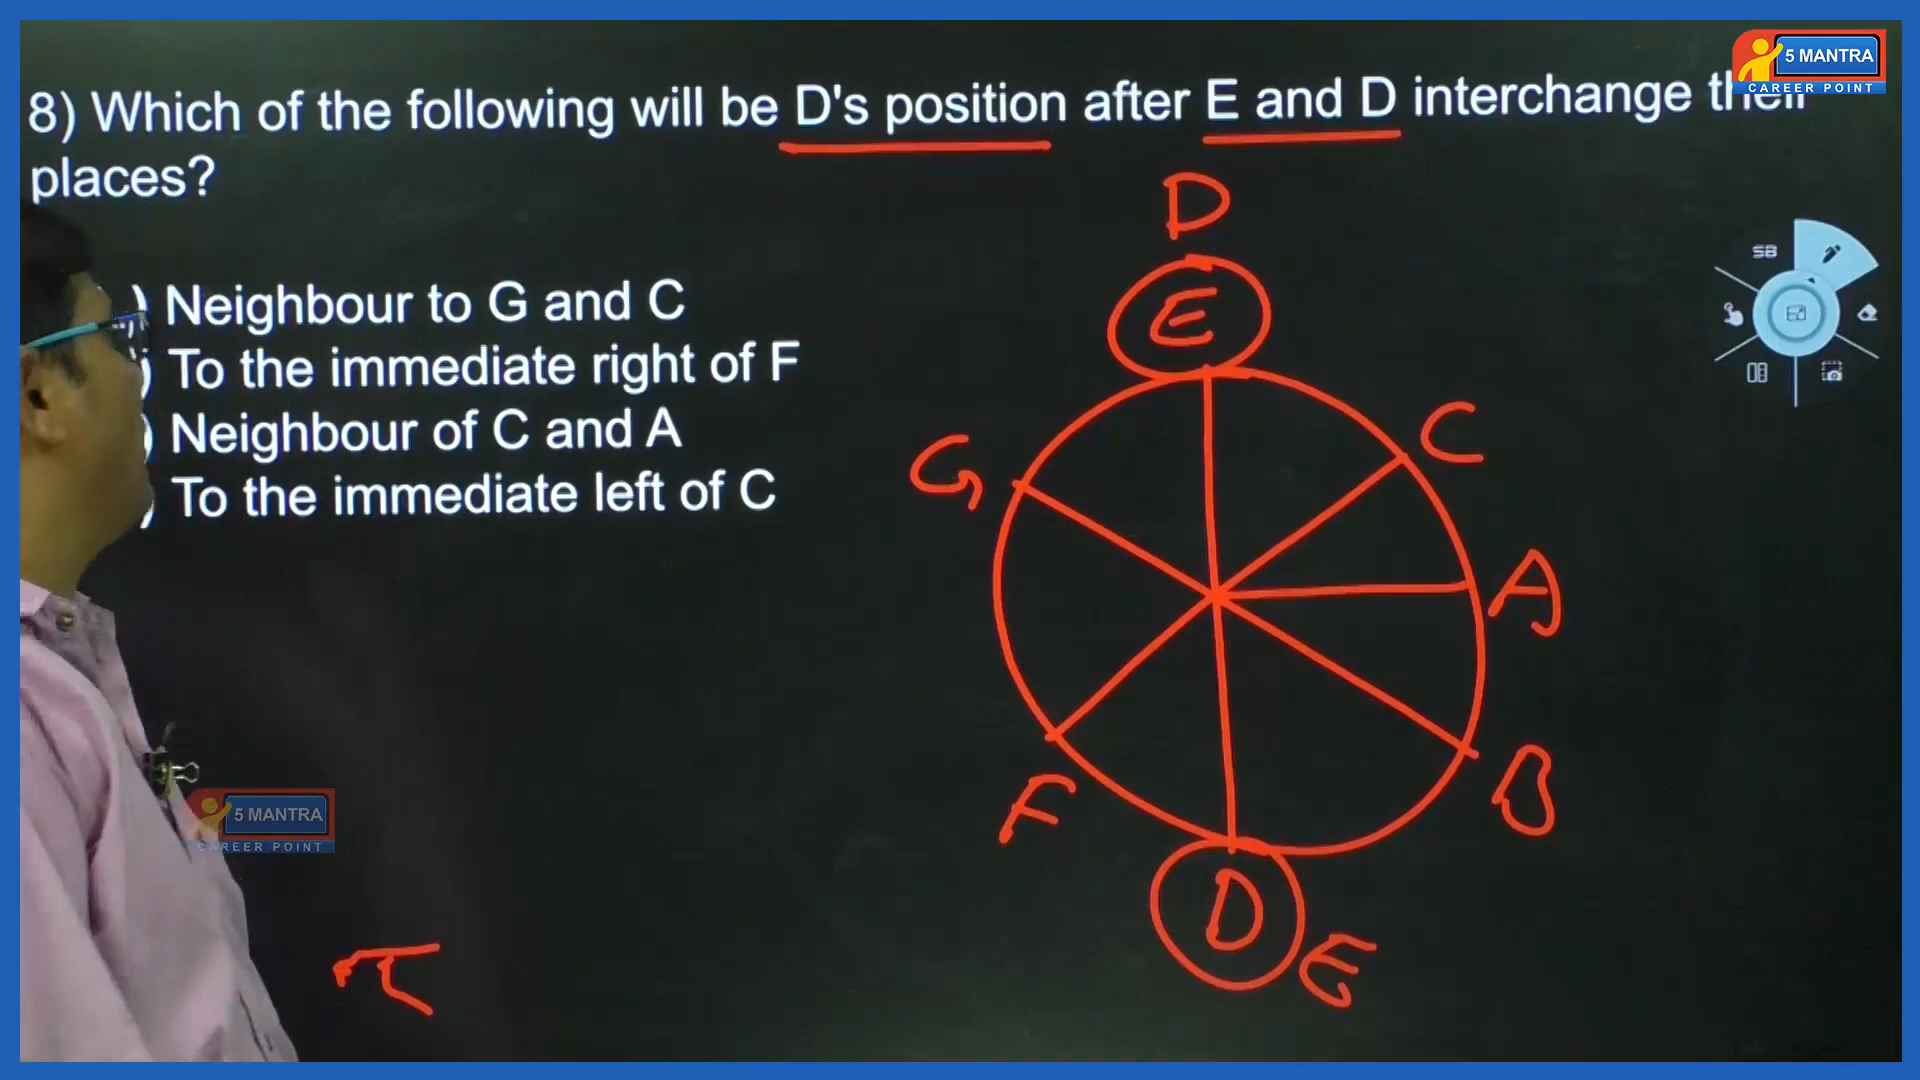 5 MANTRA
CAREER POINT
8) Which of the following will be D's position after E and D interchange their
places?
D
E
) Neighbour to G and C
) To the immediate right of F
) Neighbour of C and A
) To the immediate left of C
SB
C
G
A
B
F
D
E
5 MANTRA
CAREER POINT